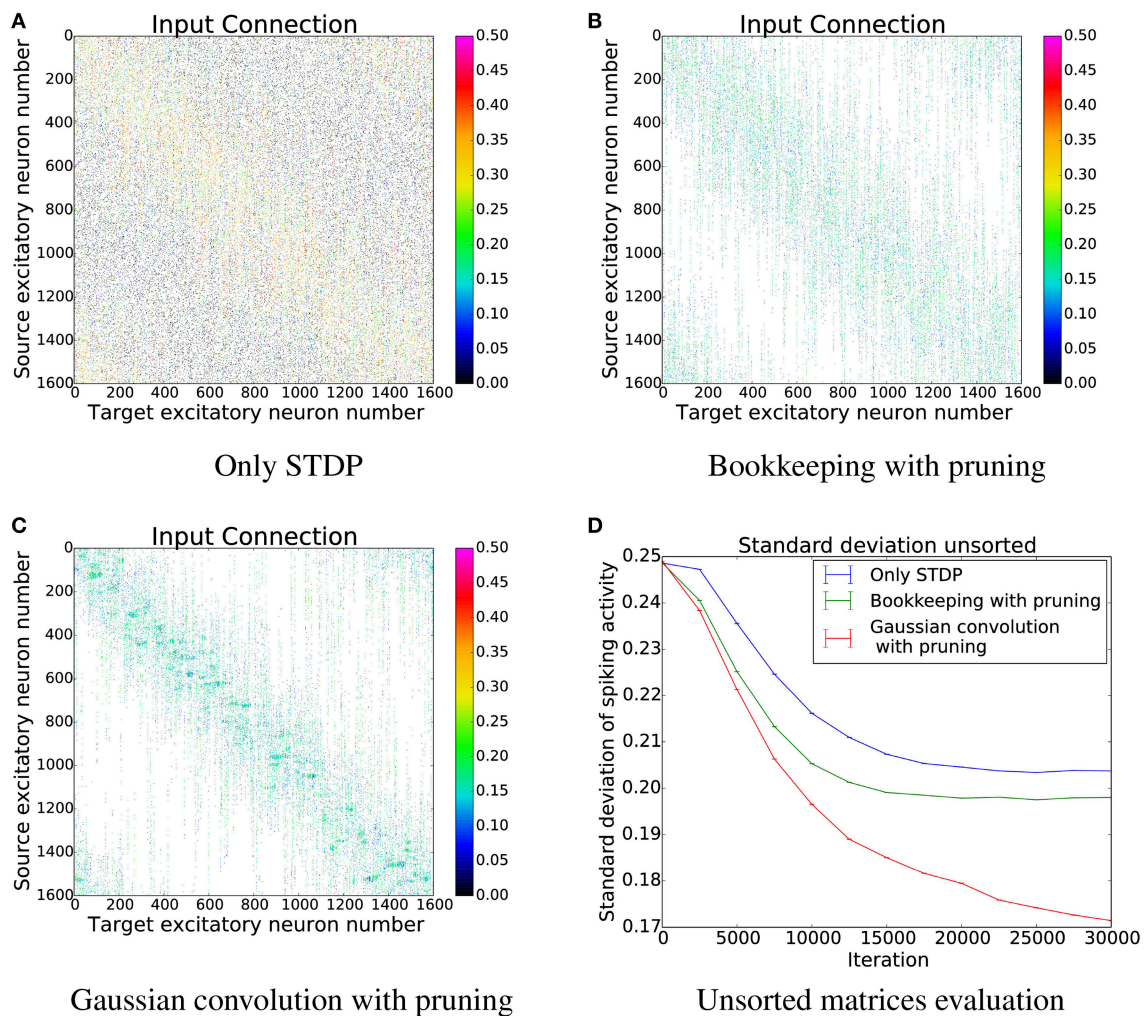 A
Input Connection
0
200
400
600
800
1000
1200
1400
1600
0 200 400 600 800 1000 1200 1400 1600
Source excitatory neuron number
Target excitatory neuron number
0.50
0.45
0.40
0.35
0.30
0.25
0.20
0.15
0.10
0.05
0.00
Only STDP
B
Input Connection
0
200
400
600
800
1000
1200
1400
1600
0 200 400 600 800 1000 1200 1400 1600
Source excitatory neuron number
Target excitatory neuron number
0.50
0.45
0.40
0.35
0.30
0.25
0.20
0.15
0.10
0.05
0.00
Bookkeeping with pruning
C
Input Connection
0
200
400
600
800
1000
1200
1400
1600
0 200 400 600 800 1000 1200 1400 1600
Source excitatory neuron number
Target excitatory neuron number
0.50
0.45
0.40
0.35
0.30
0.25
0.20
0.15
0.10
0.05
0.00
Gaussian convolution with pruning
D
Standard deviation unsorted
0.25
0.24
0.23
0.22
0.21
0.20
0.19
0.18
0.17
Standard deviation of spiking activity
Only STDP
Bookkeeping with pruning
Gaussian convolution
with pruning
0 5000 10000 15000 20000 25000 30000
Iteration
Unsorted matrices evaluation